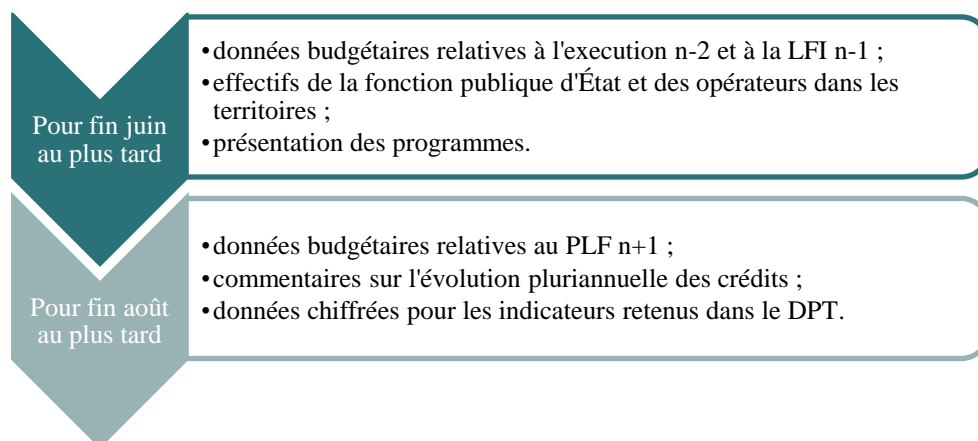 Pour fin juin
au plus tard
•données budgétaires relatives à l'execution n-2 et à la LFI n-1 ;
•effectifs de la fonction publique d'État et des opérateurs dans les
territoires ;
•présentation des programmes.
Pour fin août
au plus tard
•données budgétaires relatives au PLF n+1 ;
•commentaires sur l'évolution pluriannuelle des crédits ;
•données chiffrées pour les indicateurs retenus dans le DPT.